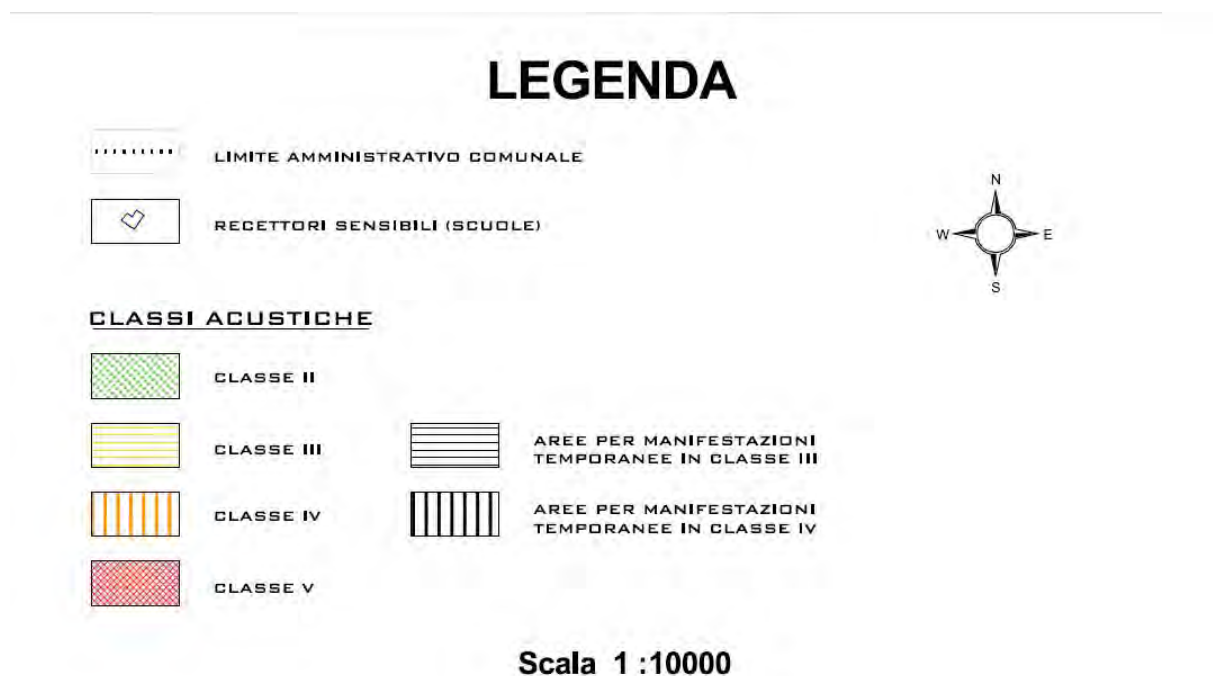 LEGENDA
LIMITE AMMINISTRATIVO COMUNALE
RECETTORI SENSIBILI (SCUOLE)
N
W E
S
CLASSI ACUSTICHE
CLASSE II
CLASSE III
AREE PER MANIFESTAZIONI
TEMPORANEE IN CLASSE III
CLASSE IV
AREE PER MANIFESTAZIONI
TEMPORANEE IN CLASSE IV
CLASSE V
Scala 1 :10000